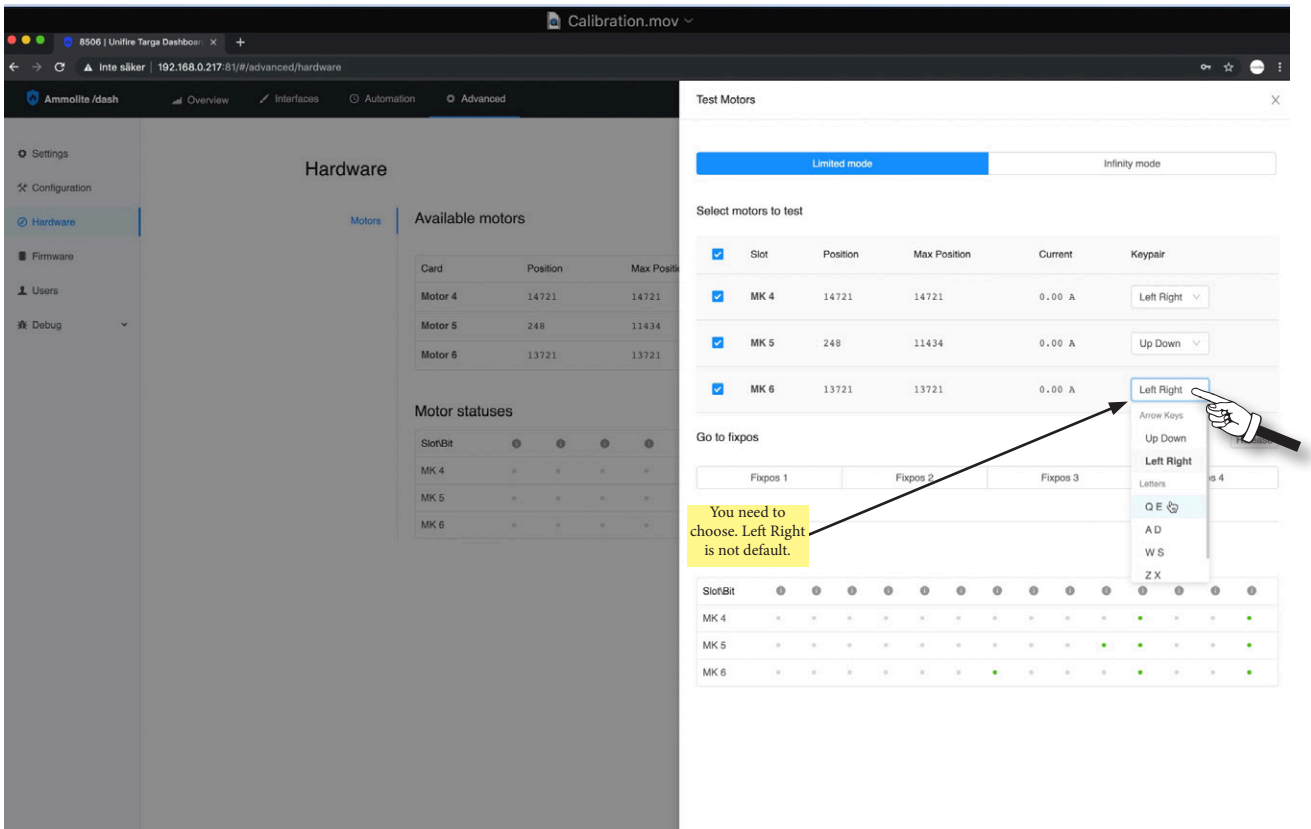 Calibration.mov
8506 | Unifire Targa Dashboar
Inte säker | 192.168.0.217:81/#/advanced/hardware
Ammolite /dash Overview Interfaces Automation Advanced
Test Motors
Settings
Configuration
Hardware
Firmware
Users
Debug
Hardware
Motors
Available motors
Card Position Max Positi
Motor 4 14721 14721
Motor 5 248 11434
Motor 6 13721 13721
Motor statuses
Slot\Bit
MK 4
MK 5
MK 6
Limited mode Infinity mode
Select motors to test
Slot Position Max Position Current Keypair
MK 4 14721 14721 0.00 A Left Right
MK 5 248 11434 0.00 A Up Down
MK 6 13721 13721 0.00 A Left Right
Arrow Keys
Up Down
Left Right
Letters
Q E
A D
W S
Z X
Go to fixpos
Fixpos 1 Fixpos 2 Fixpos 3 4
You need to
choose. Left Right
is not default.
Slot\Bit
MK 4
MK 5
MK 6